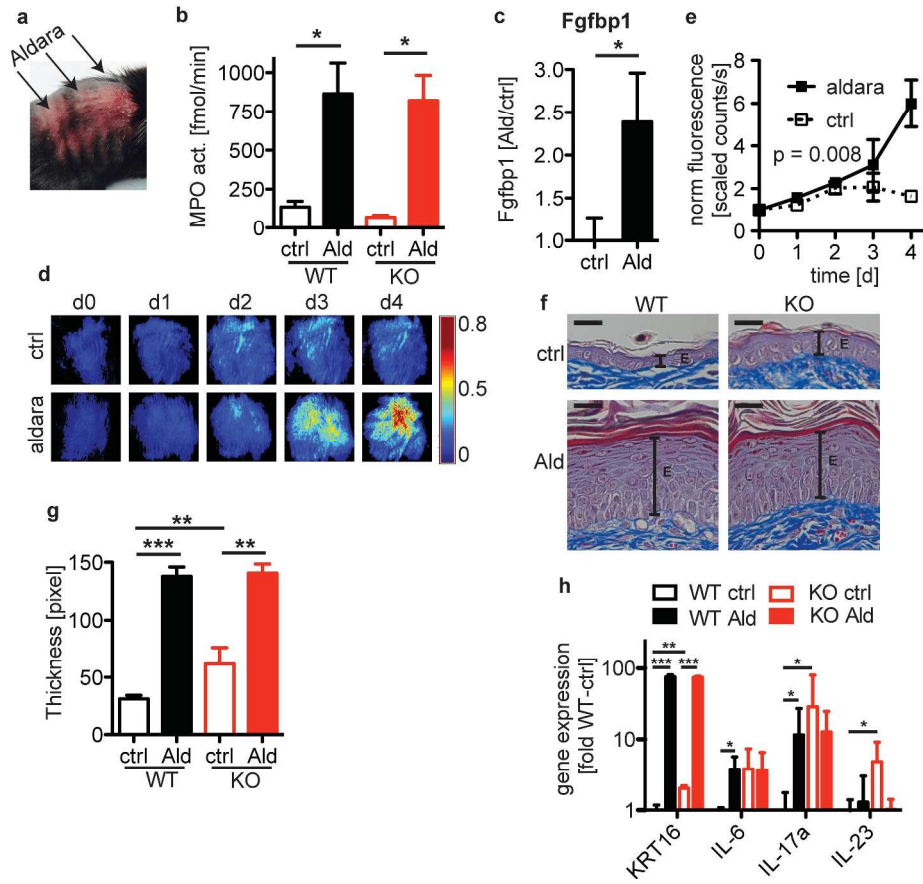 a
Aldara
b
MPO act. [fmol/min]
1000
750
500
250
0
*
*
ctrl Ald ctrl Ald
WT KO
c
Fgfbp1
Fgfbp1 [Ald/ctrl]
*
3.0
2.5
2.0
1.5
1.0
ctrl Ald
e
norm fluorescence
[scaled counts/s]
6
4
2
0
aldara
ctrl
p = 0.008
0 1 2 3 4
time [d]
d
d0 d1 d2 d3 d4
ctrl
aldara
0.8
0.5
0
f
WT KO
ctrl
E
E
Ald
E
E
g
Thickness [pixel]
150
100
50
0
**
*** **
ctrl Ald ctrl Ald
WT KO
h
WT ctrl KO ctrl
WT Ald KO Ald
gene expression
[fold WT-ctrl]
100
10
1
**
*** ***
*
*
*
*
KRT16 IL-6 IL-17a IL-23